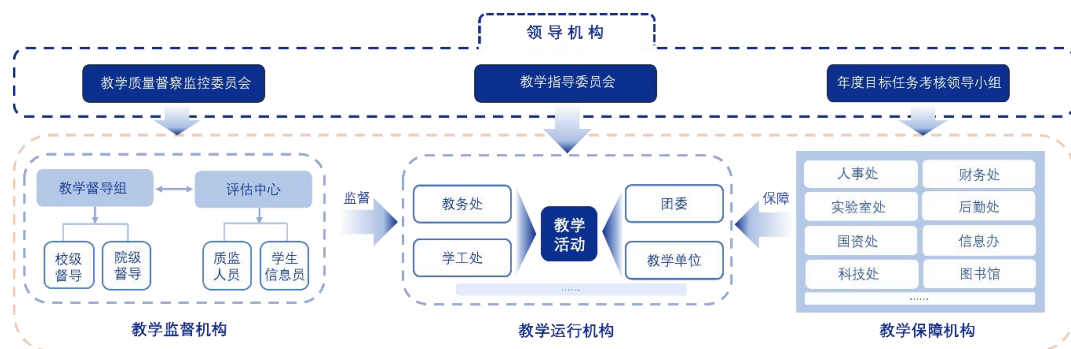 领导机构
教学质量督察监控委员会
教学指导委员会
年度目标任务考核领导小组
教学督导组
评估中心
校级
督导
院级
督导
质监
人员
学生
信息员
教学监督机构
监督
教务处
学工处
教学
活动
团委
教学单位
……
教学运行机构
保障
人事处
财务处
实验室处
后勤处
国资处
信息办
科技处
图书馆
……
教学保障机构